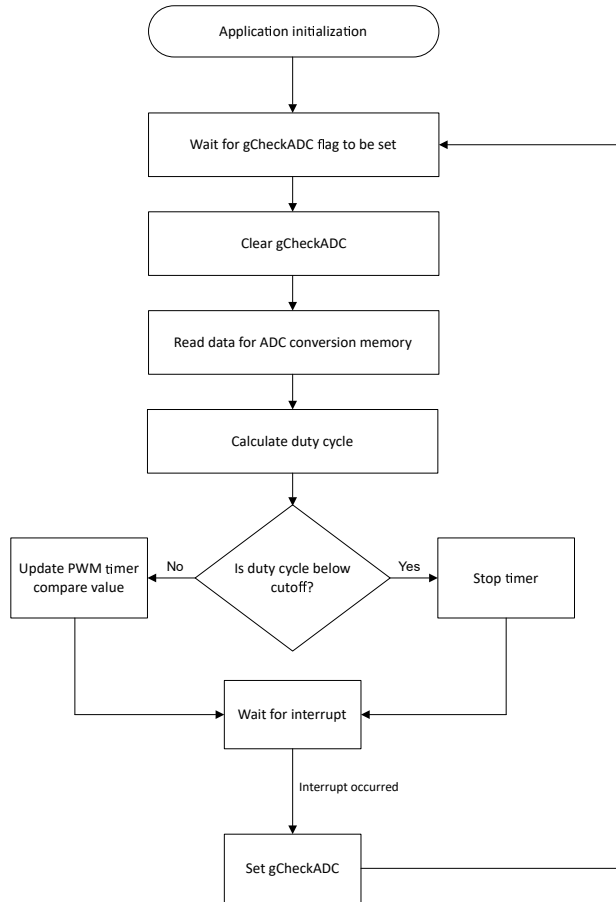 Application initialization
Wait for gCheckADC flag to be set
Clear gCheckADC
Read data for ADC conversion memory
Calculate duty cycle
Is duty cycle below
cutoff?
No
Yes
Update PWM timer
compare value
Stop timer
Wait for interrupt
Interrupt occurred
Set gCheckADC